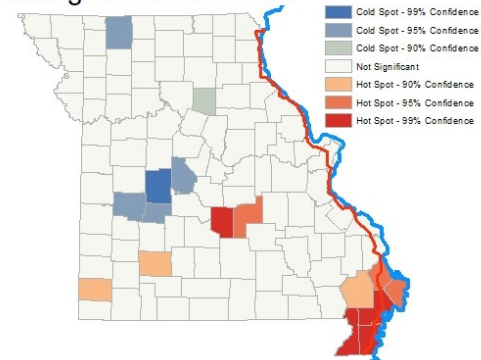 Cold Spot - 99% Confidence
Cold Spot - 95% Confidence
Cold Spot - 90% Confidence
Not Significant
Hot Spot - 90% Confidence
Hot Spot - 95% Confidence
Hot Spot - 99% Confidence